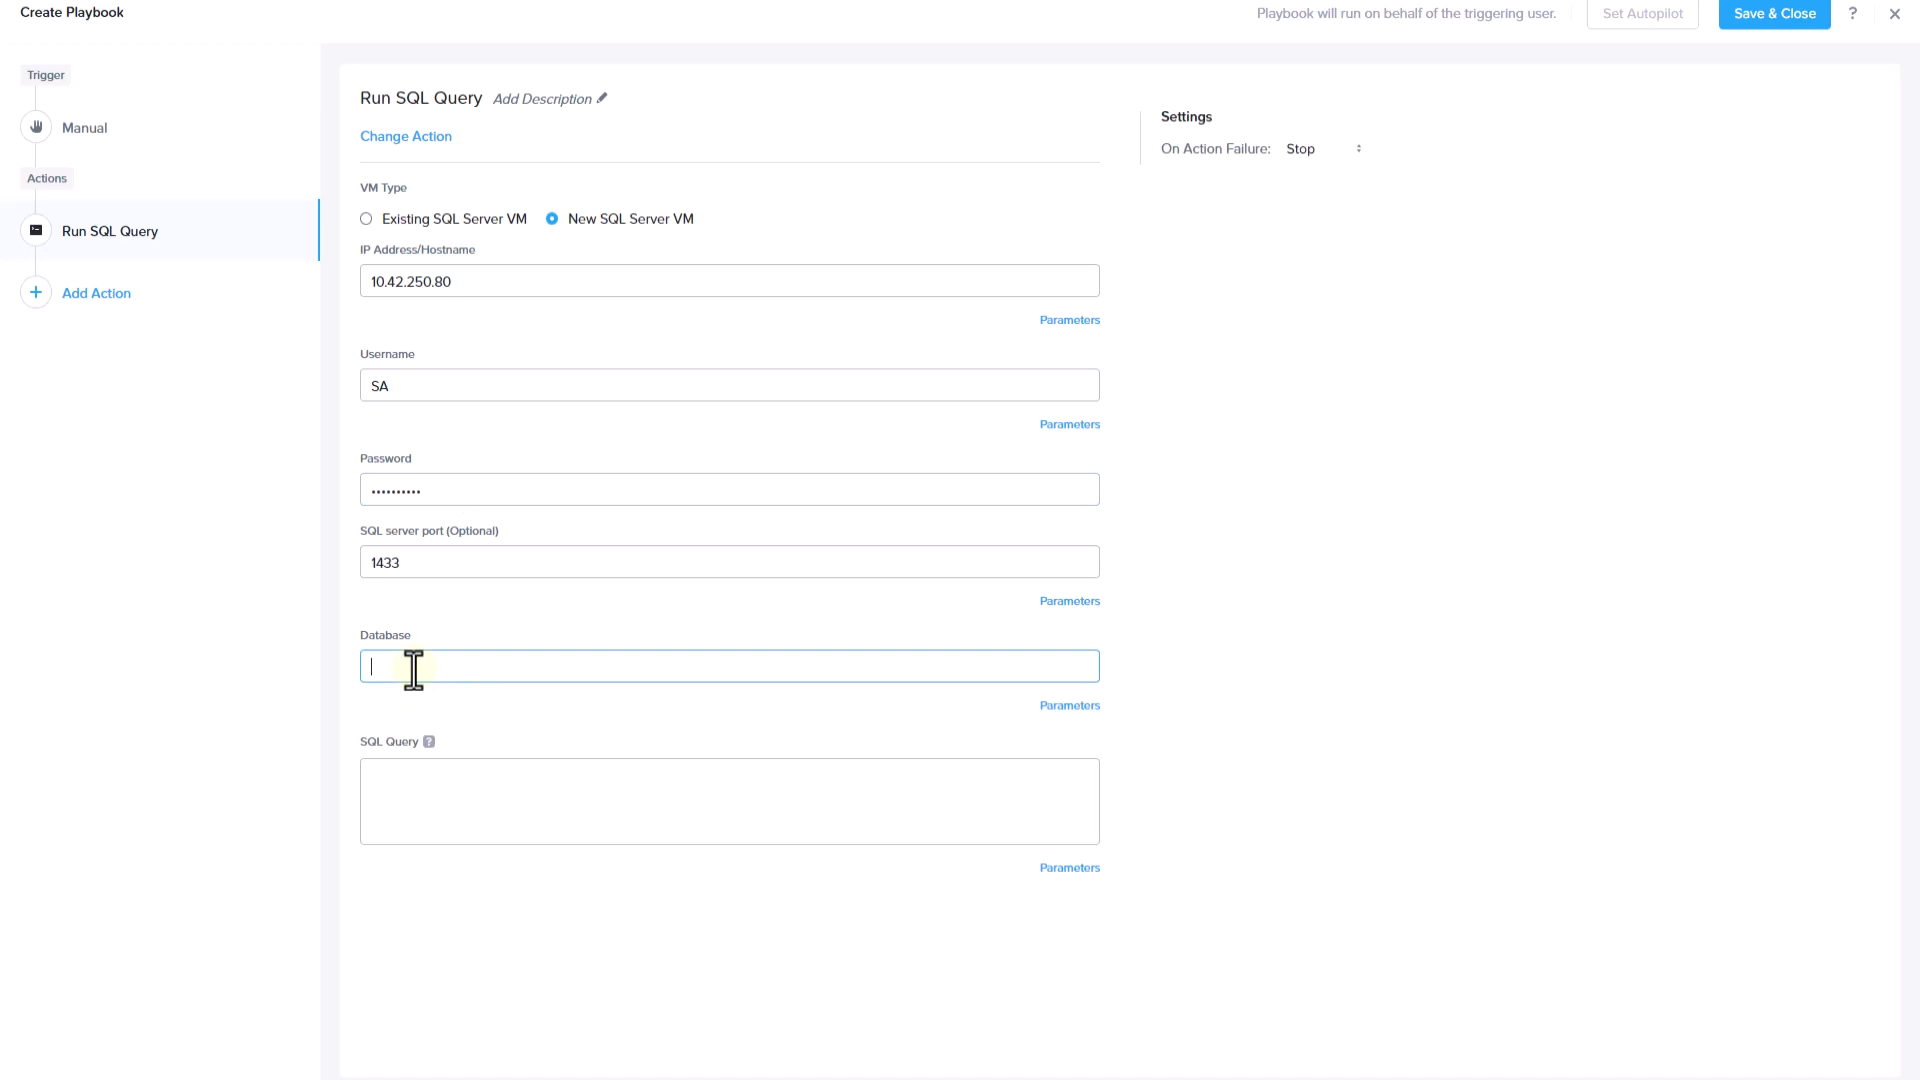 Create Playbook
Playbook will run on behalf of the triggering user.
Set Autopilot
Save & Close
?
Trigger
Manual
Actions
Run SQL Query
Add Action
Run SQL Query Add Description
Change Action
Settings
On Action Failure: Stop
VM Type
Existing SQL Server VM New SQL Server VM
IP Address/Hostname
10.42.250.80
Parameters
Username
SA
Parameters
Password
••••••••••
SQL server port (Optional)
1433
Parameters
Database
Parameters
SQL Query ?
Parameters